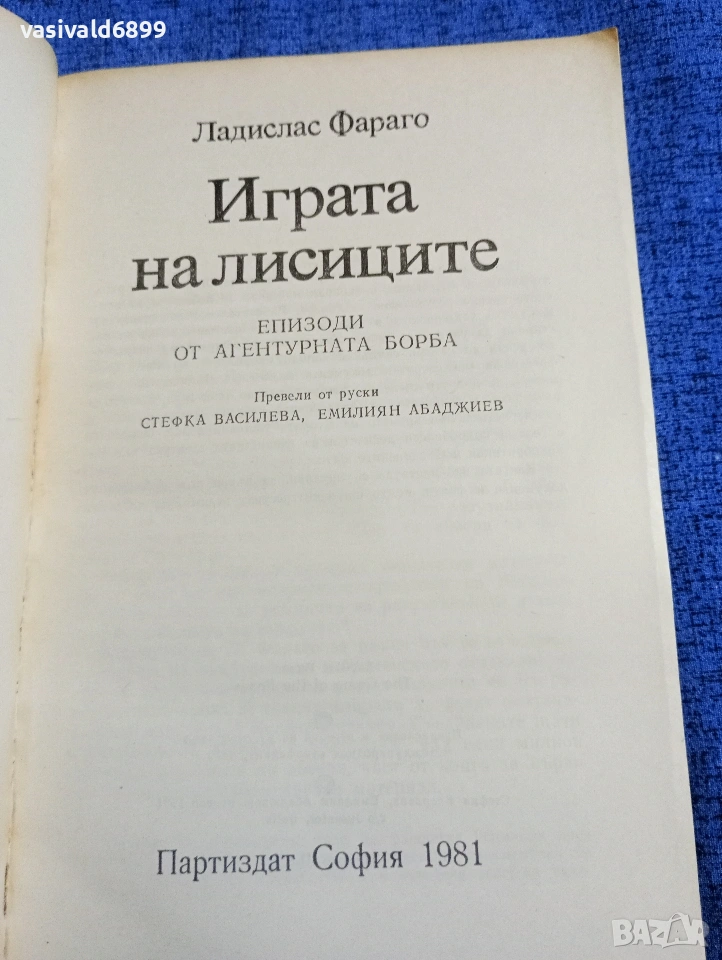 vasivald6899
Ладислас Фараго
Играта
на лисиците
ЕПИЗОДИ
ОТ АГЕНТУРНАТА БОРБА
Превели от руски
СТЕФКА ВАСИЛЕВА, ЕМИЛИЯН АБАДЖИЕВ
Партиздат София 1981
BAZAR